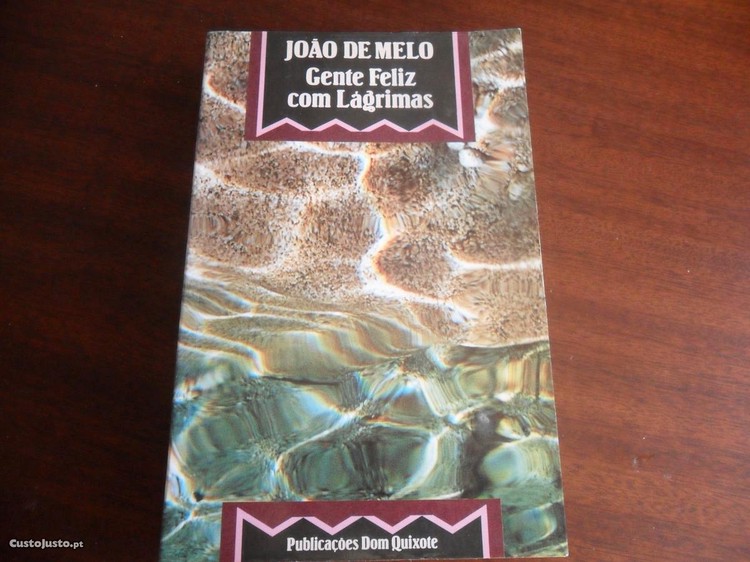 JOÃO DE MELO
Gente Feliz
com Lágrimas
Publicações Dom Quixote
CustoJusto.pt